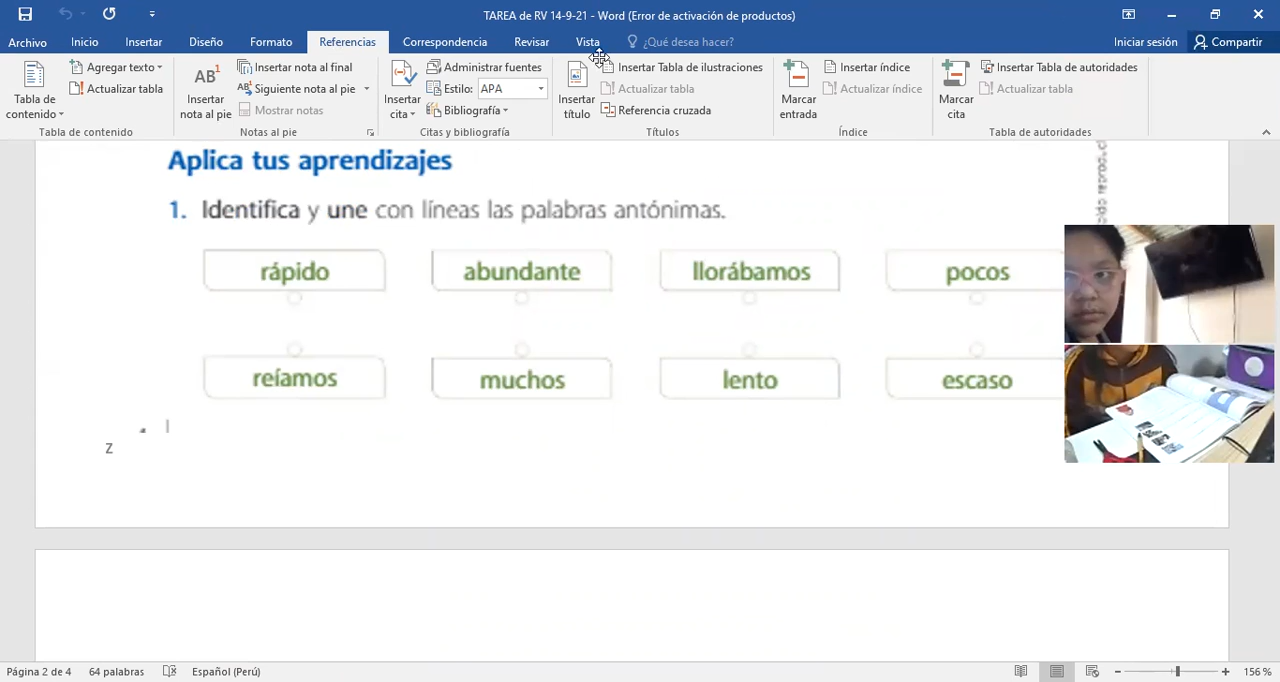 TAREA de RV 14-9-21 - Word (Error de activación de productos)
Archivo Inicio Insertar Diseño Formato Referencias Correspondencia Revisar Vista ¿Qué desea hacer? Iniciar sesión Compartir
Tabla de contenido
Agregar texto
Actualizar tabla
Tabla de contenido
AB1
Insertar nota al pie
Insertar nota al final
AB1 Siguiente nota al pie
Mostrar notas
Notas al pie
Insertar cita
Administrar fuentes
Estilo: APA
Bibliografía
Citas y bibliografía
Insertar título
Insertar Tabla de ilustraciones
Actualizar tabla
Referencia cruzada
Títulos
Marcar entrada
Insertar índice
Actualizar índice
Índice
Marcar cita
Insertar Tabla de autoridades
Actualizar tabla
Tabla de autoridades
Aplica tus aprendizajes
1. Identifica y une con líneas las palabras antónimas.
rápido abundante llorábamos pocos
reíamos muchos lento escaso
z
Página 2 de 4 64 palabras Español (Perú) 156 %